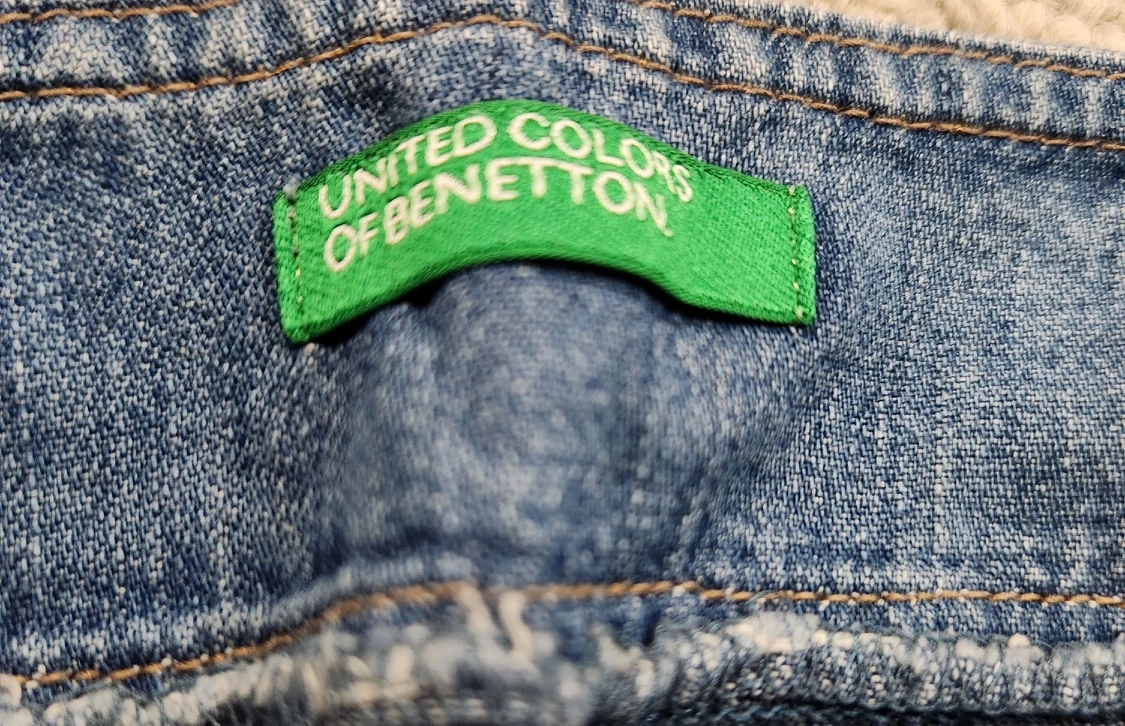 UNITED COLORS
OF BENETTON.